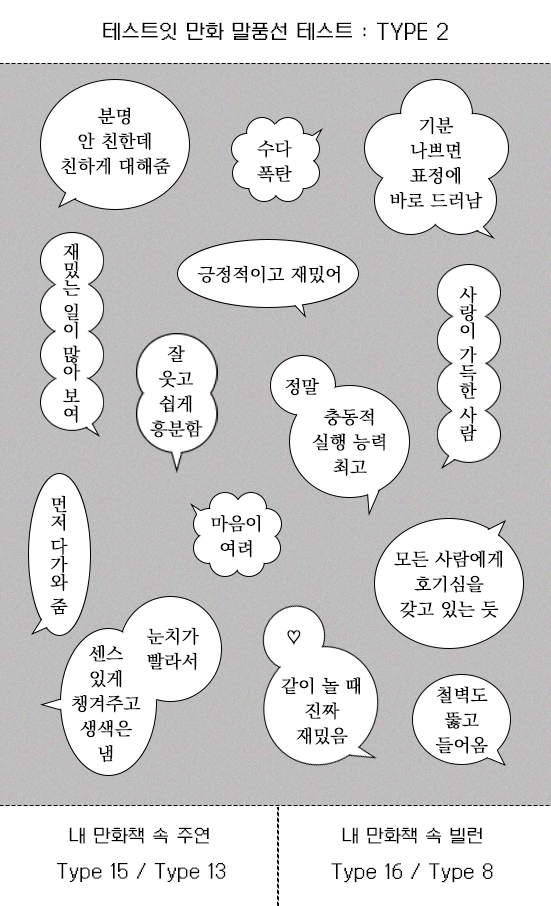 테스트잇 만화 말풍선 테스트 : TYPE 2
분명
안 친한데
친하게 대해줌
수다
폭탄
기분
나쁘면
표정에
바로 드러남
재밌는 일이 많아 보여
긍정적이고 재밌어
사랑이 가득한 사람
잘
웃고
쉽게
흥분함
정말
충동적
실행 능력
최고
먼저 다가와 줌
마음이
여려
모든 사람에게
호기심을
갖고 있는 듯
눈치가
빨라서
센스
있게
챙겨주고
생색은
냄
♡
같이 놀 때
진짜
재밌음
철벽도
뚫고
들어옴
내 만화책 속 주연
Type 15 / Type 13
내 만화책 속 빌런
Type 16 / Type 8